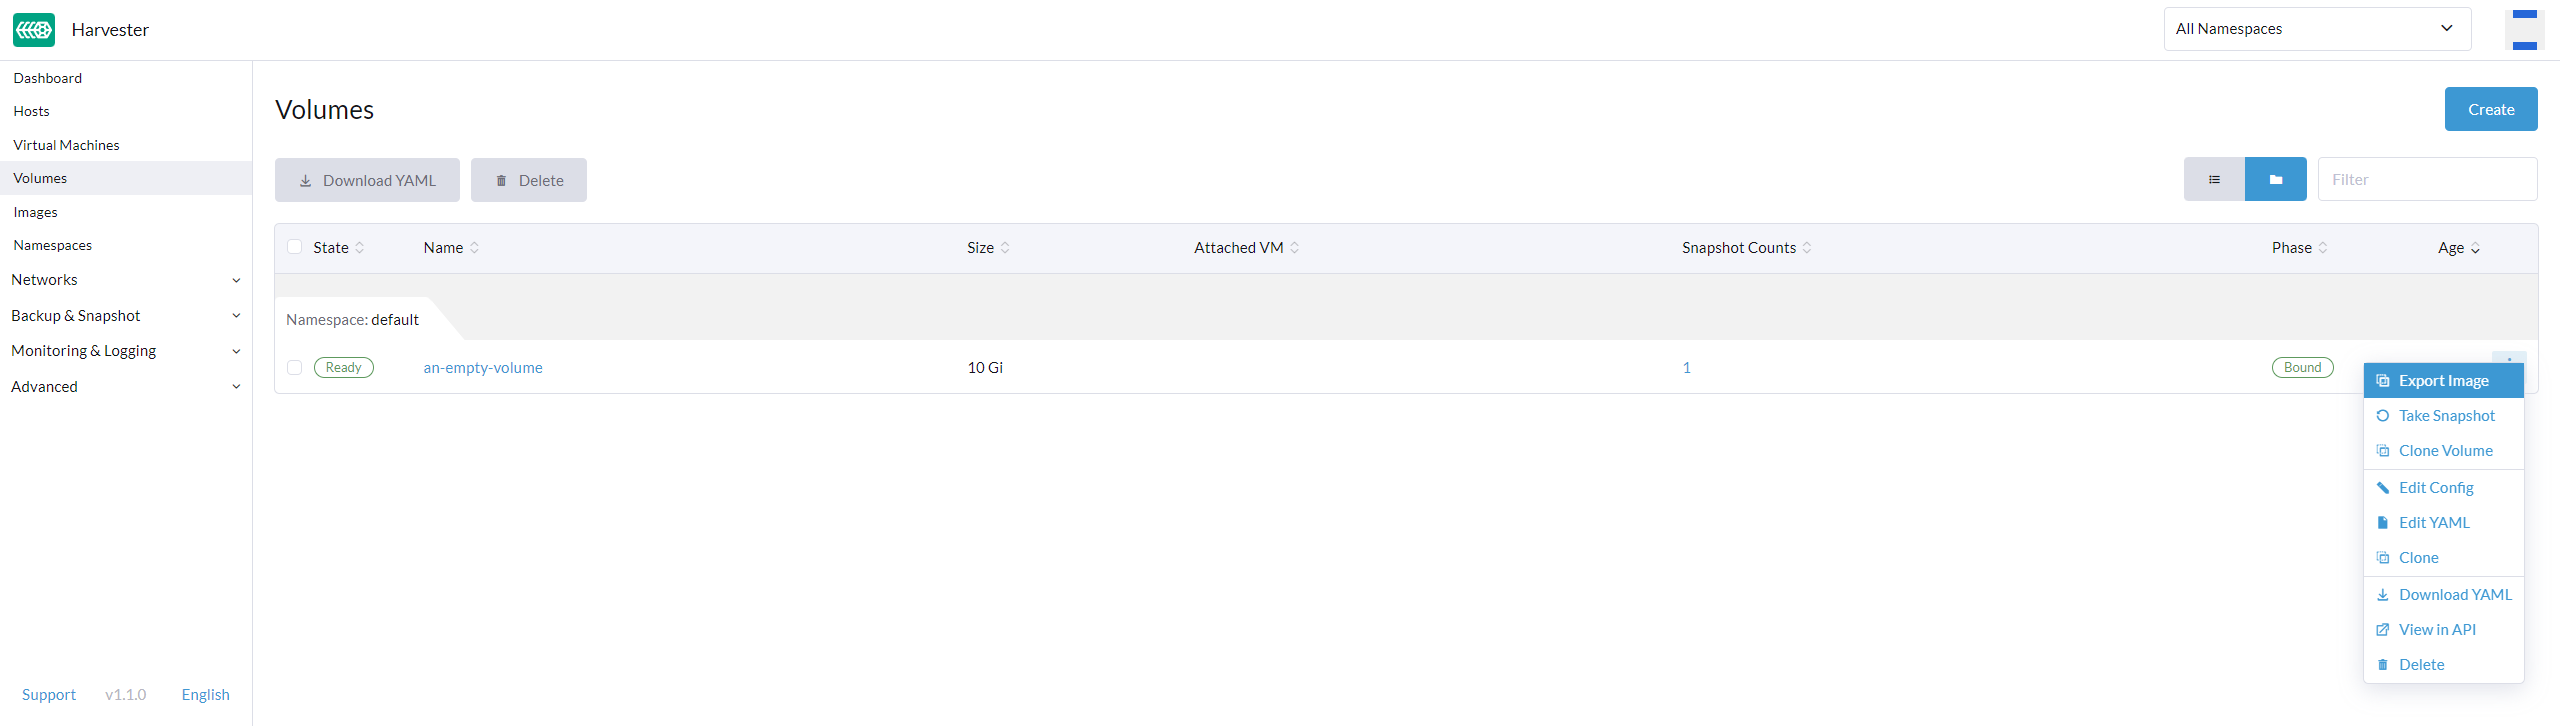 Harvester
All Namespaces
Dashboard
Hosts
Virtual Machines
Volumes
Images
Namespaces
Networks
Backup & Snapshot
Monitoring & Logging
Advanced
Support v1.1.0 English
Volumes
Create
Download YAML Delete
Filter
State Name Size Attached VM Snapshot Counts Phase Age
Namespace: default
Ready an-empty-volume 10 Gi 1 Bound
Export Image
Take Snapshot
Clone Volume
Edit Config
Edit YAML
Clone
Download YAML
View in API
Delete